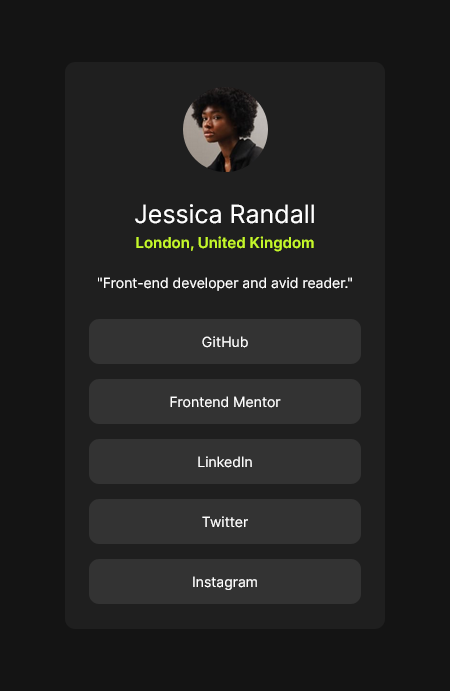 Jessica Randall
London, United Kingdom
"Front-end developer and avid reader."
GitHub
Frontend Mentor
LinkedIn
Twitter
Instagram